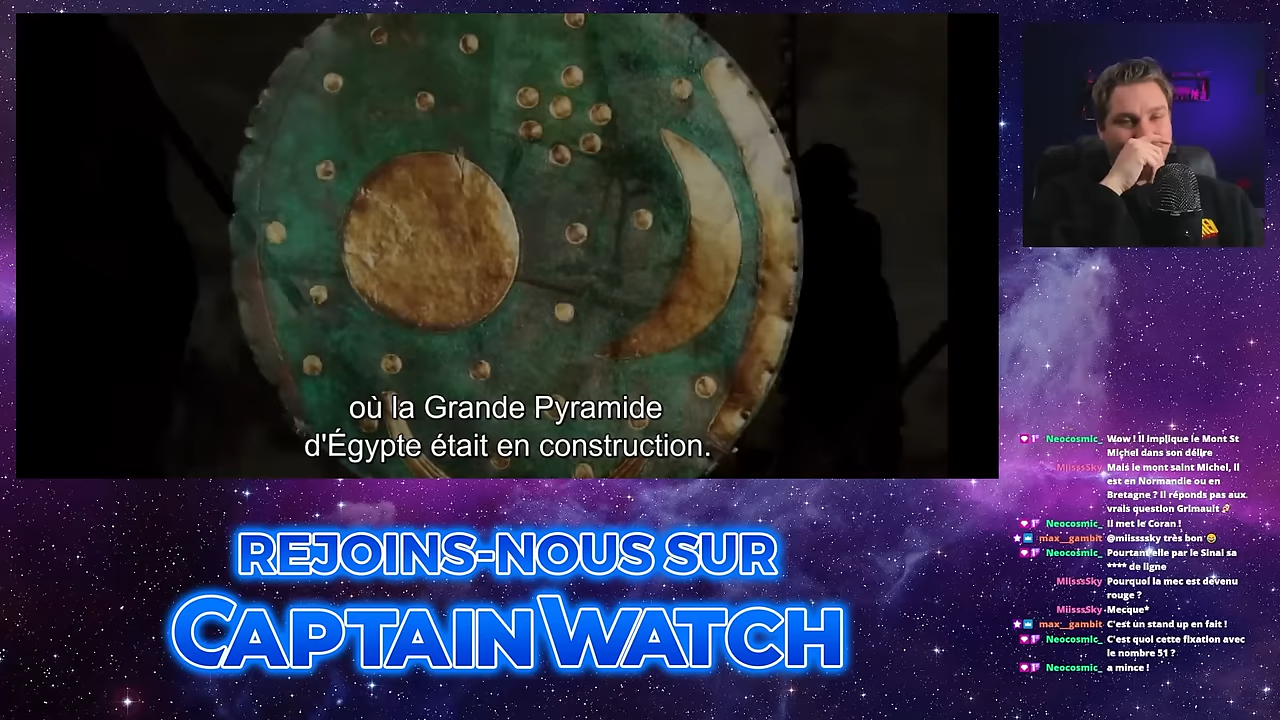 où la Grande Pyramide
d'Égypte était en construction.
REJOINS-NOUS SUR
CAPTAINWATCH
Neocosmic_ Wow ! Il implique le Mont St
Michel dans son délire
MiisssSky Mais le mont saint Michel, il
est en Normandie ou en
Bretagne ? Il réponds pas aux
vrais question Grimault
Neocosmic_ Il met le Coran !
max__gambit @miissssky très bon
Neocosmic_ Pourtant elle par le Sinai sa
**** de ligne
MiisssSky Pourquoi la mec est devenu
rouge ?
MiisssSky Mecque*
max__gambit C'est un stand up en fait !
Neocosmic_ C'est quoi cette fixation avec
le nombre 51 ?
Neocosmic_ a mince !